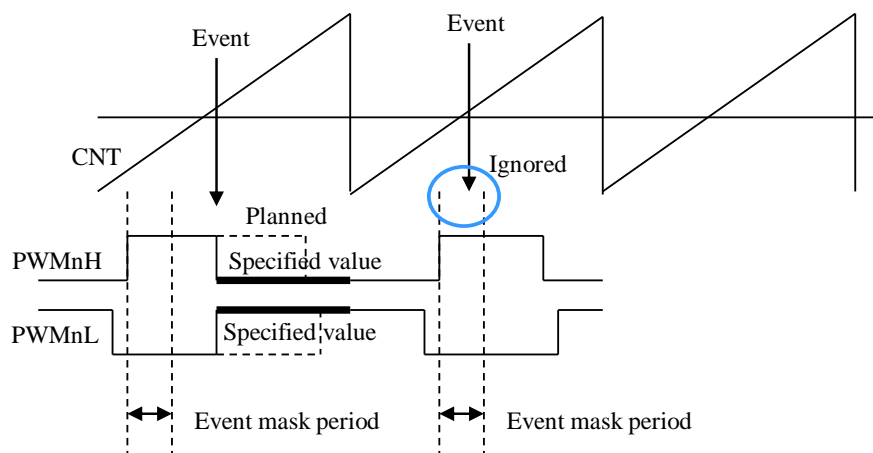 Event
Event
CNT
Ignored
Planned
PWMnH
Specified value
PWMnL
Specified value
Event mask period
Event mask period